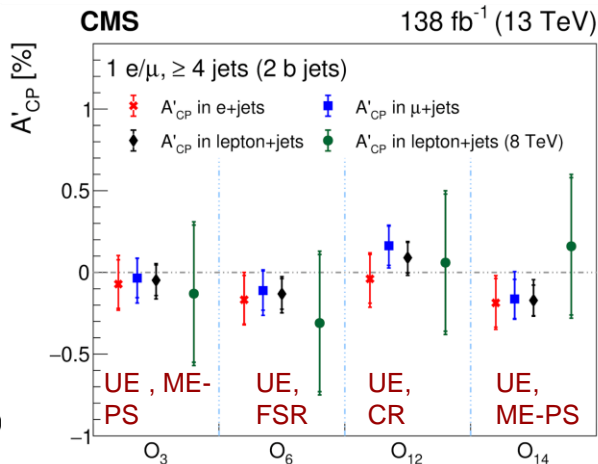 CMS 138 fb⁻¹ (13 TeV)
A'CP [%]
1 e/μ, ≥ 4 jets (2 b jets)
A'CP in e+jets A'CP in μ+jets
A'CP in lepton+jets A'CP in lepton+jets (8 TeV)
1
0.5
0
−0.5
−1
UE , ME-
PS
UE,
FSR
UE,
CR
UE,
ME-PS
O₃ O₆ O₁₂ O₁₄